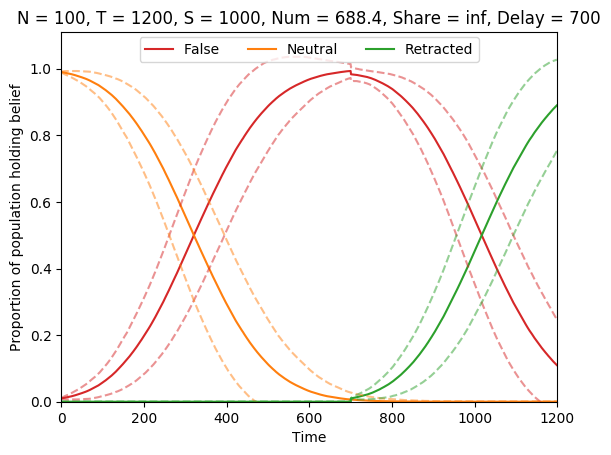 N = 100, T = 1200, S = 1000, Num = 688.4, Share = inf, Delay = 700
False Neutral Retracted
Proportion of population holding belief
1.0
0.8
0.6
0.4
0.2
0.0
0 200 400 600 800 1000 1200
Time